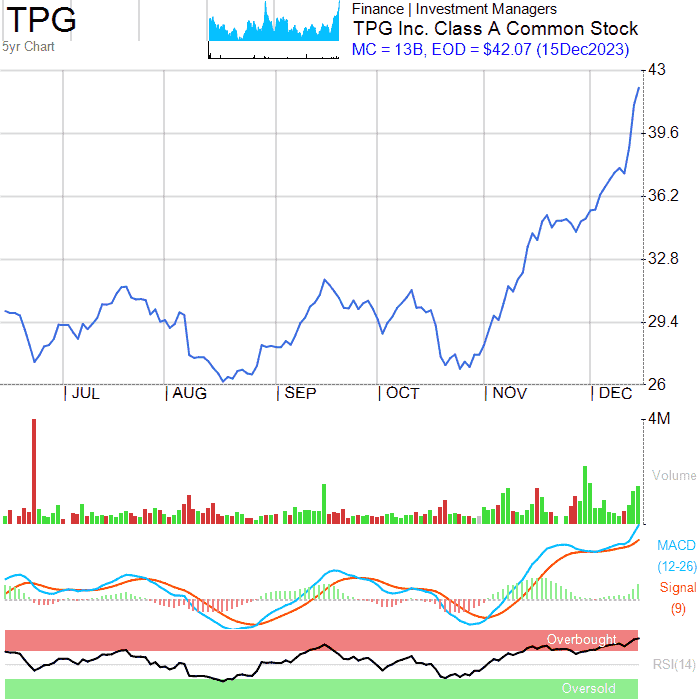 TPG
5yr Chart
Finance | Investment Managers
TPG Inc. Class A Common Stock
MC = 13B, EOD = $42.07 (15Dec2023)
43
39.6
36.2
32.8
29.4
26
| JUL | AUG | SEP | OCT | NOV | DEC
4M
Volume
MACD
(12-26)
Signal
(9)
Overbought
RSI(14)
Oversold